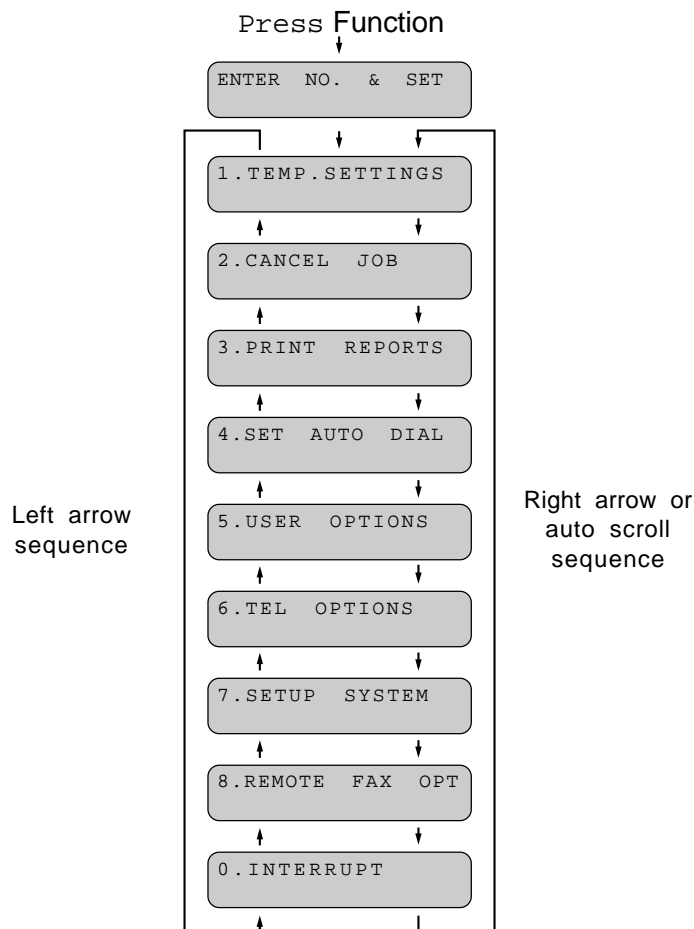 Press Function
ENTER NO. & SET
1.TEMP.SETTINGS
2.CANCEL JOB
3.PRINT REPORTS
4.SET AUTO DIAL
5.USER OPTIONS
6.TEL OPTIONS
7.SETUP SYSTEM
8.REMOTE FAX OPT
0.INTERRUPT
Left arrow
sequence
Right arrow or
auto scroll
sequence